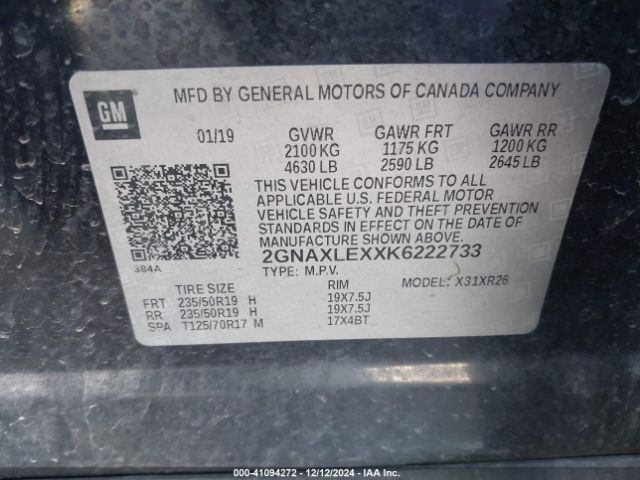 GM
MFD BY GENERAL MOTORS OF CANADA COMPANY
01/19 GVWR GAWR FRT GAWR RR
2100 KG 1175 KG 1200 KG
4630 LB 2590 LB 2645 LB
THIS VEHICLE CONFORMS TO ALL
APPLICABLE U.S. FEDERAL MOTOR
VEHICLE SAFETY AND THEFT PREVENTION
STANDARDS IN EFFECT ON THE DATE OF
MANUFACTURE SHOWN ABOVE.
384A
2GNAXLEXXK6222733
TYPE: M.P.V. MODEL: X31XR26
TIRE SIZE RIM
FRT 235/50R19 H 19X7.5J
RR 235/50R19 H 19X7.5J
SPA T125/70R17 M 17X4BT
000-41094272 - 12/12/2024 - IAA Inc.